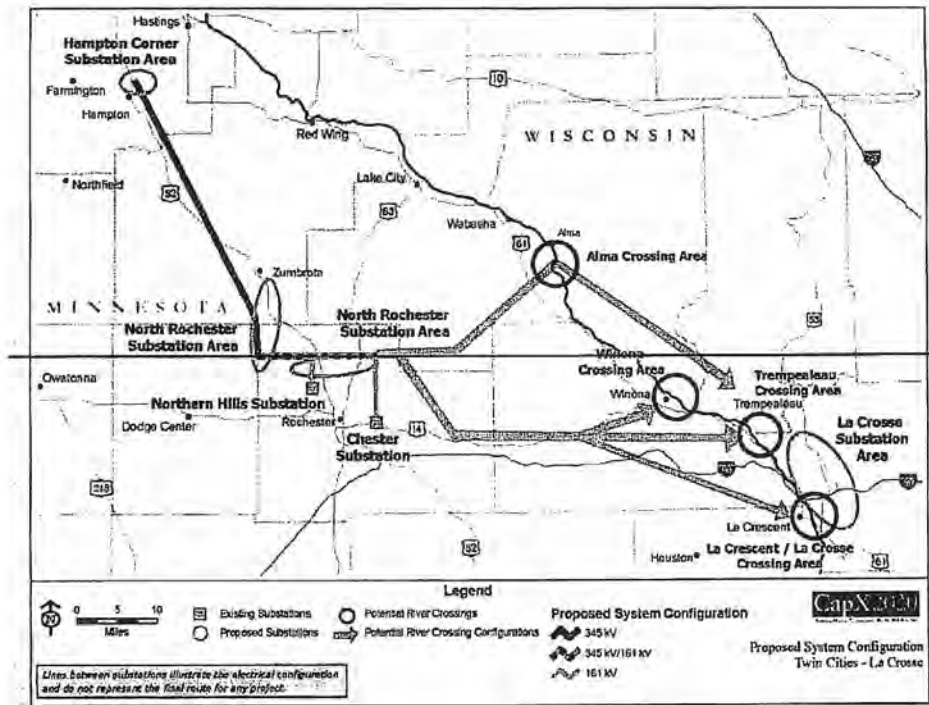 Hastings
Hampton Corner
Substation Area
Farmington
Hampton
10
Red Wing
WISCONSIN
Northfield
52
Lake City
63
Wabasha
61
Alma
Alma Crossing Area
Zumbrota
MINNESOTA
North Rochester
Substation Area
North Rochester
Substation Area
Owatonna
Winona
Crossing Area
Winona
Trempealeau
Crossing Area
Trempealeau
Northern Hills Substation
Dodge Center
Rochester
14
Chester
Substation
La Crosse
Substation
Area
218
La Crescent
52
Houston
La Crescent / La Crosse
Crossing Area
61
Legend
N
0 5 10
Miles
Existing Substations
Proposed Substations
Potential River Crossings
Potential River Crossing Configurations
Proposed System Configuration
345 kV
345 kV/161 kV
161 kV
CapX 2020
Proposed System Configuration
Twin Cities - La Crosse
Lines between substations illustrate the electrical configuration
and do not represent the final route for any project.